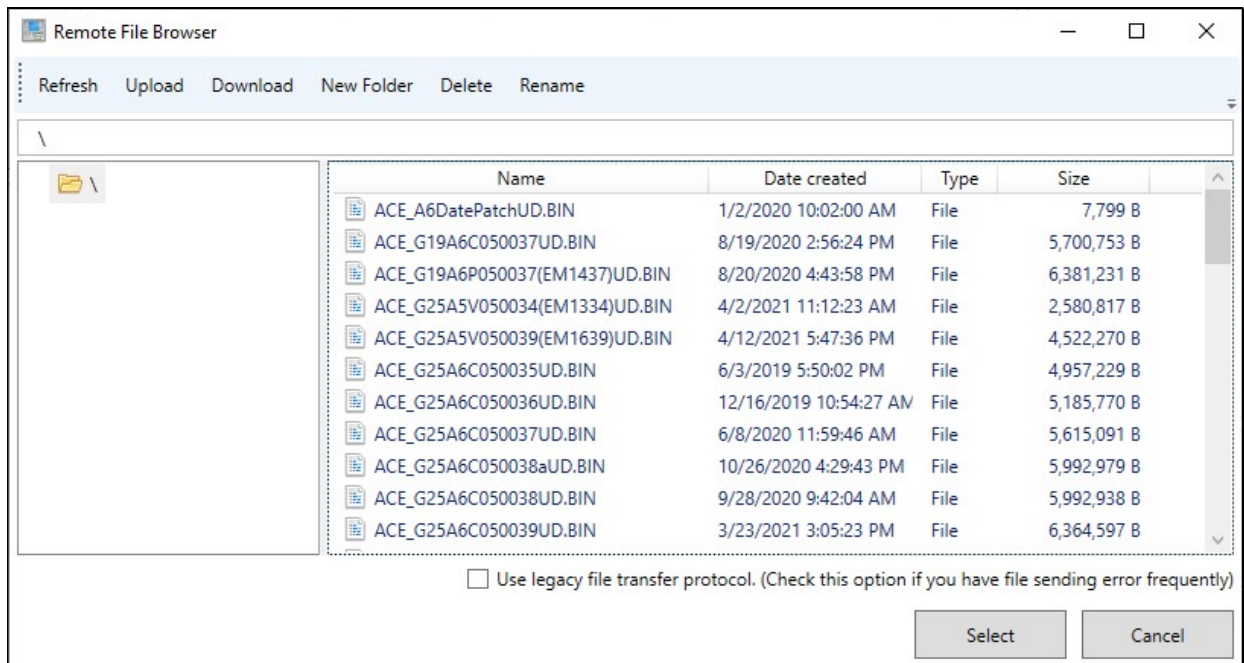 Remote File Browser
Refresh Upload Download New Folder Delete Rename
\
\
Name Date created Type Size
ACE_A6DatePatchUD.BIN 1/2/2020 10:02:00 AM File 7,799 B
ACE_G19A6C050037UD.BIN 8/19/2020 2:56:24 PM File 5,700,753 B
ACE_G19A6P050037(EM1437)UD.BIN 8/20/2020 4:43:58 PM File 6,381,231 B
ACE_G25A5V050034(EM1334)UD.BIN 4/2/2021 11:12:23 AM File 2,580,817 B
ACE_G25A5V050039(EM1639)UD.BIN 4/12/2021 5:47:36 PM File 4,522,270 B
ACE_G25A6C050035UD.BIN 6/3/2019 5:50:02 PM File 4,957,229 B
ACE_G25A6C050036UD.BIN 12/16/2019 10:54:27 AM File 5,185,770 B
ACE_G25A6C050037UD.BIN 6/8/2020 11:59:46 AM File 5,615,091 B
ACE_G25A6C050038aUD.BIN 10/26/2020 4:29:43 PM File 5,992,979 B
ACE_G25A6C050038UD.BIN 9/28/2020 9:42:04 AM File 5,992,938 B
ACE_G25A6C050039UD.BIN 3/23/2021 3:05:23 PM File 6,364,597 B
Use legacy file transfer protocol. (Check this option if you have file sending error frequently)
Select Cancel